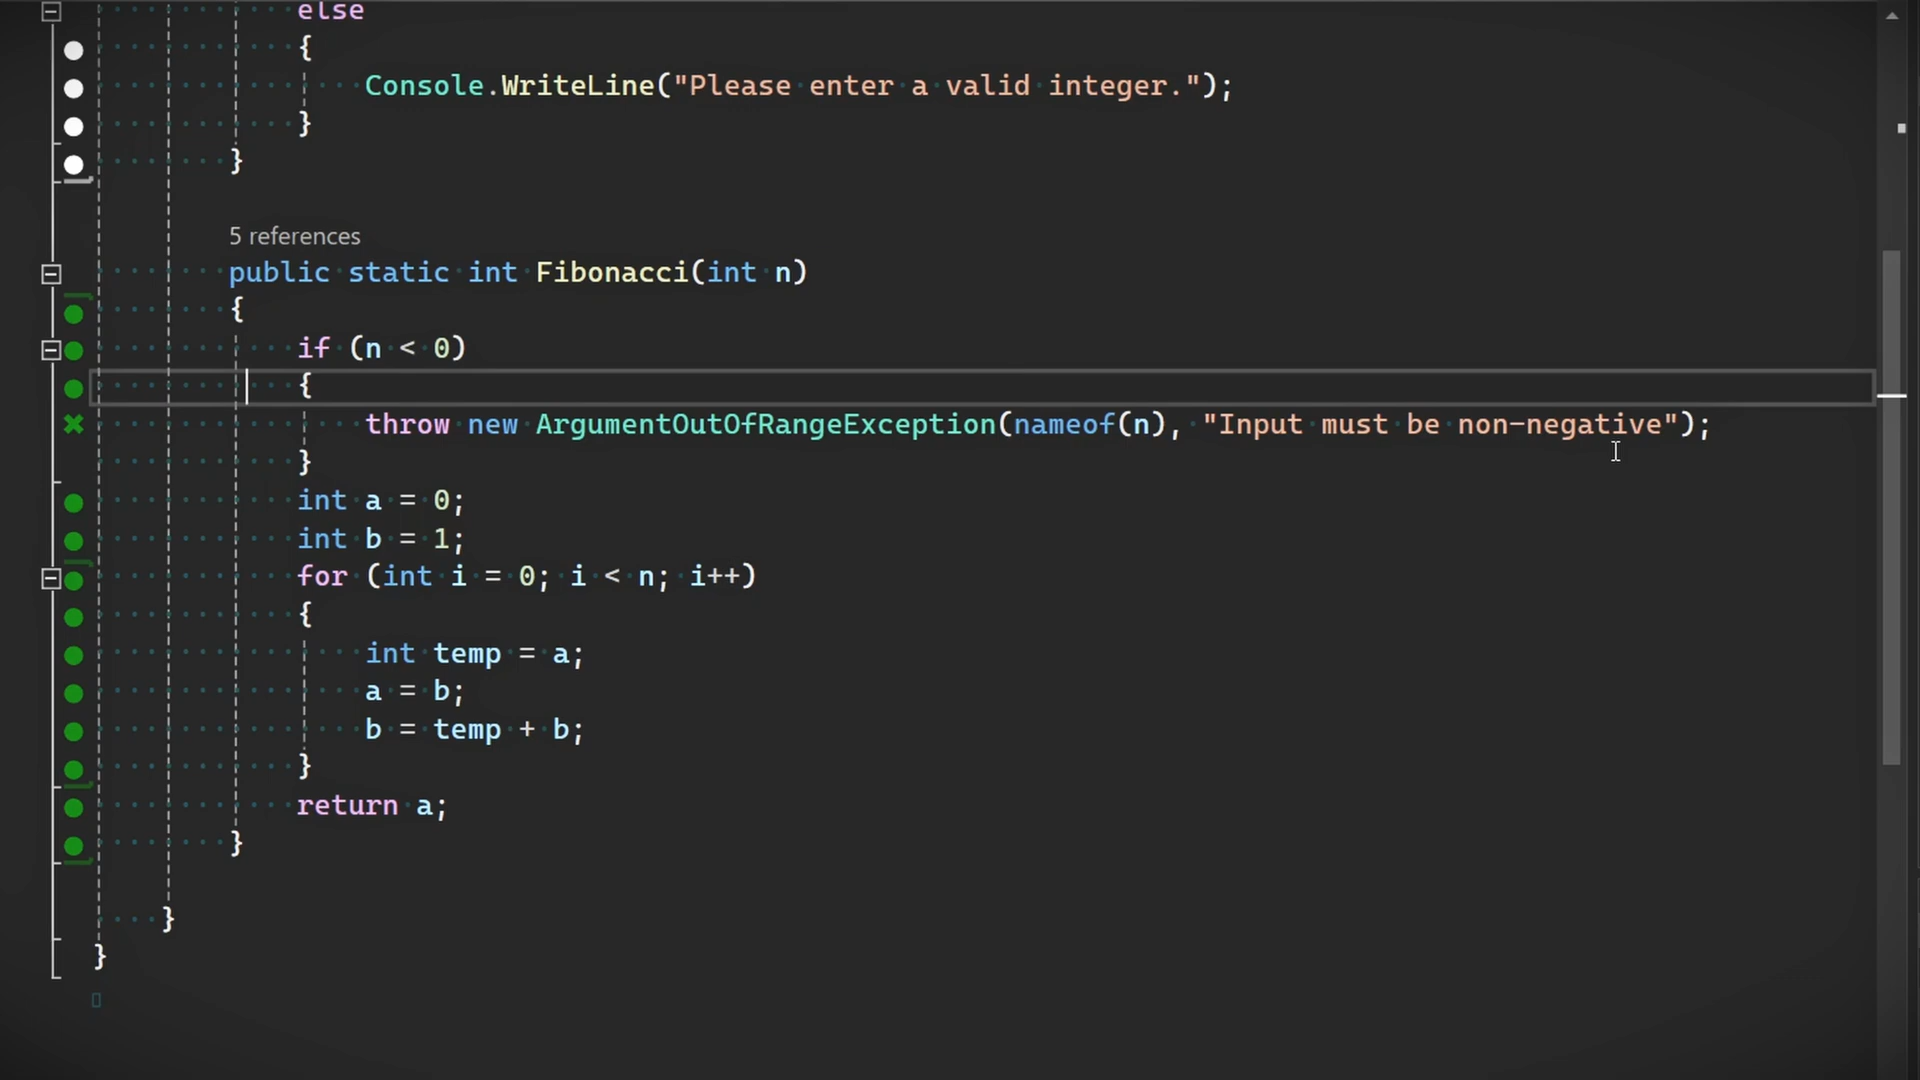 else
{
Console.WriteLine("Please enter a valid integer.");
}
}
5 references
public static int Fibonacci(int n)
{
if (n < 0)
{
throw new ArgumentOutOfRangeException(nameof(n), "Input must be non-negative");
}
int a = 0;
int b = 1;
for (int i = 0; i < n; i++)
{
int temp = a;
a = b;
b = temp + b;
}
return a;
}
}
}